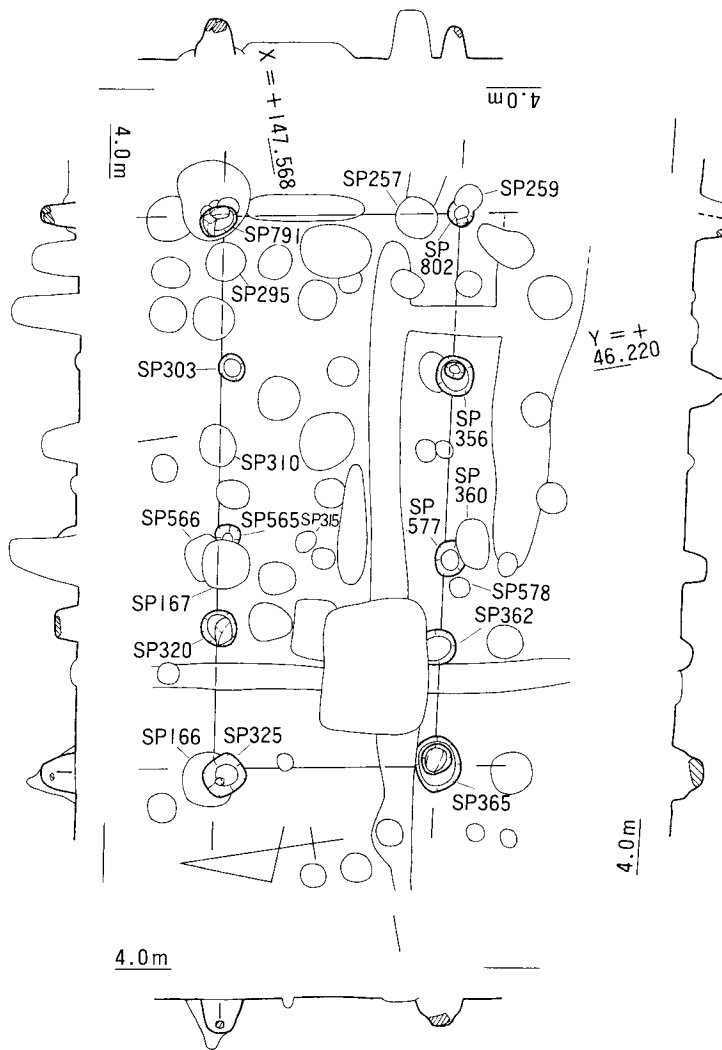 X = +147.568
4.0m
4.0m
SP257
SP259
SP791
SP
802
SP295
Y = +
46.220
SP303
SP
356
SP310
SP
360
SP566
SP565
SP315
SP
577
SP167
SP578
SP320
SP362
SP166
SP325
SP365
4.0m
4.0m